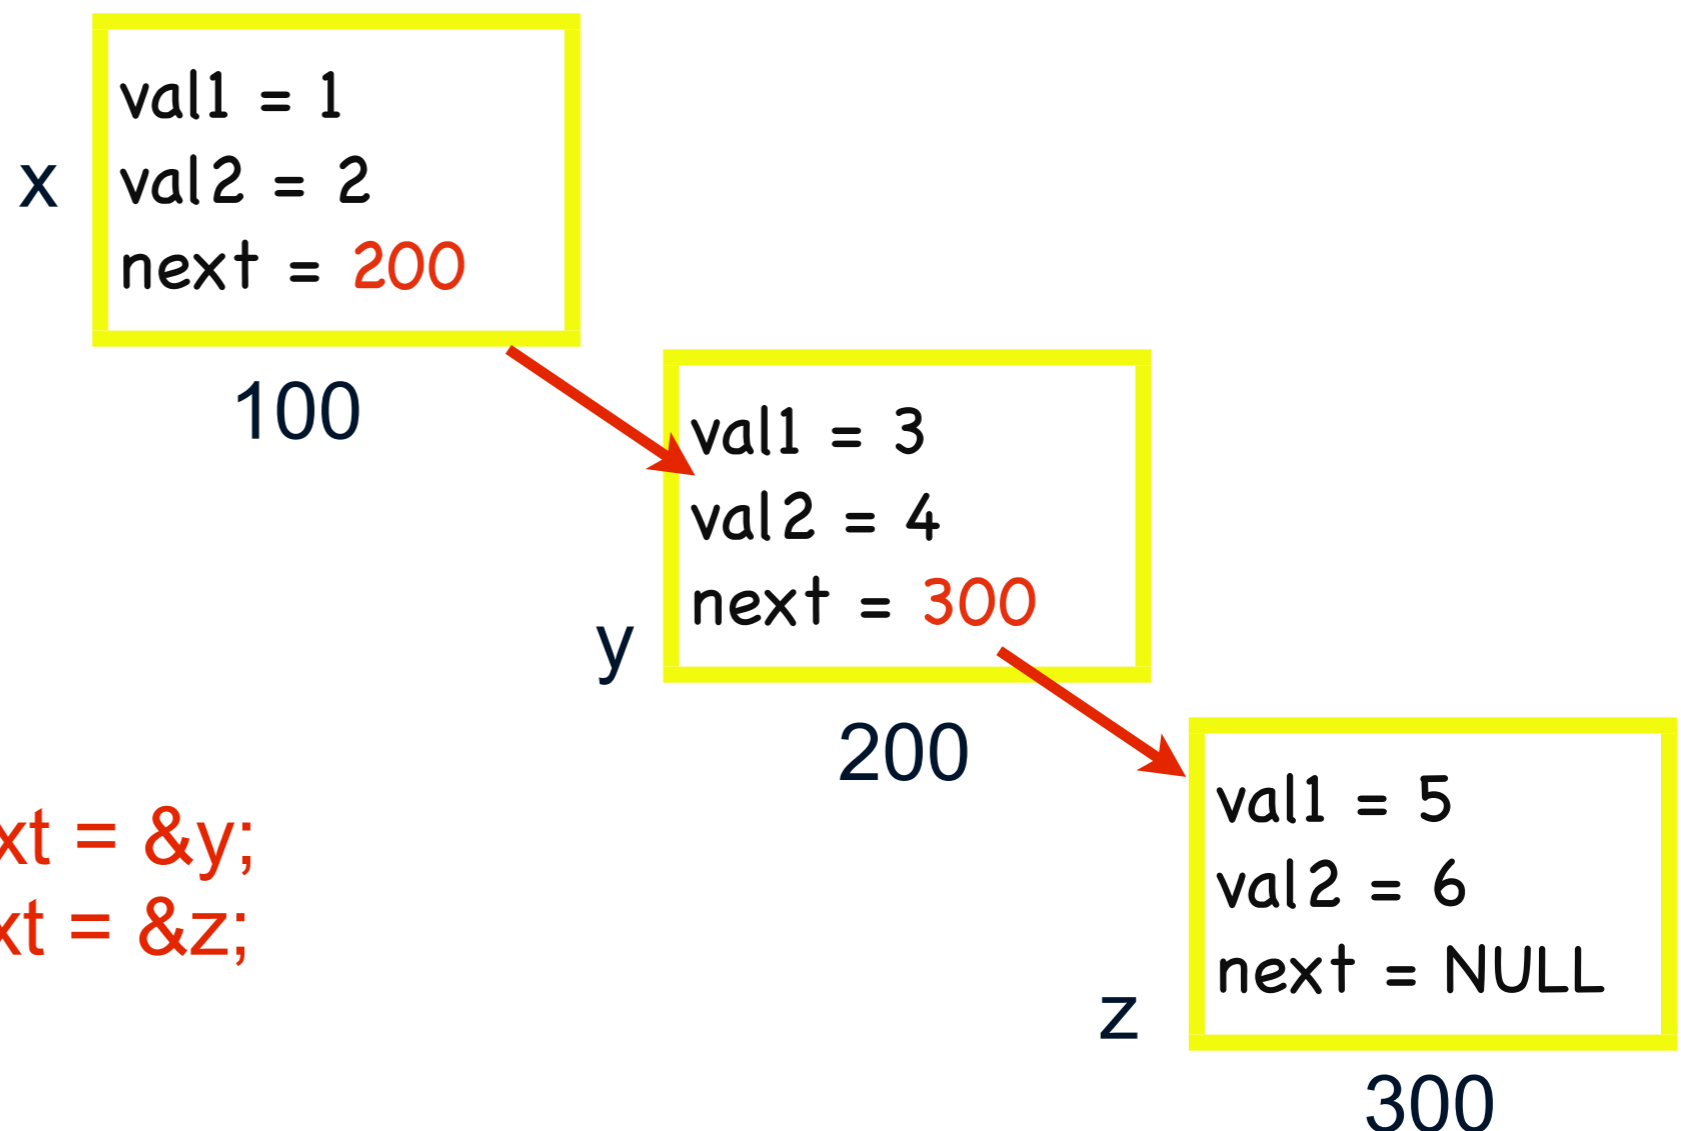 val1 = 1
x
val2 = 2
next = 200
100
val1 = 3
val2 = 4
next = 300
y
200
val1 = 5
xt = &y;
val2 = 6
xt = &z;
next = NULL
z
300